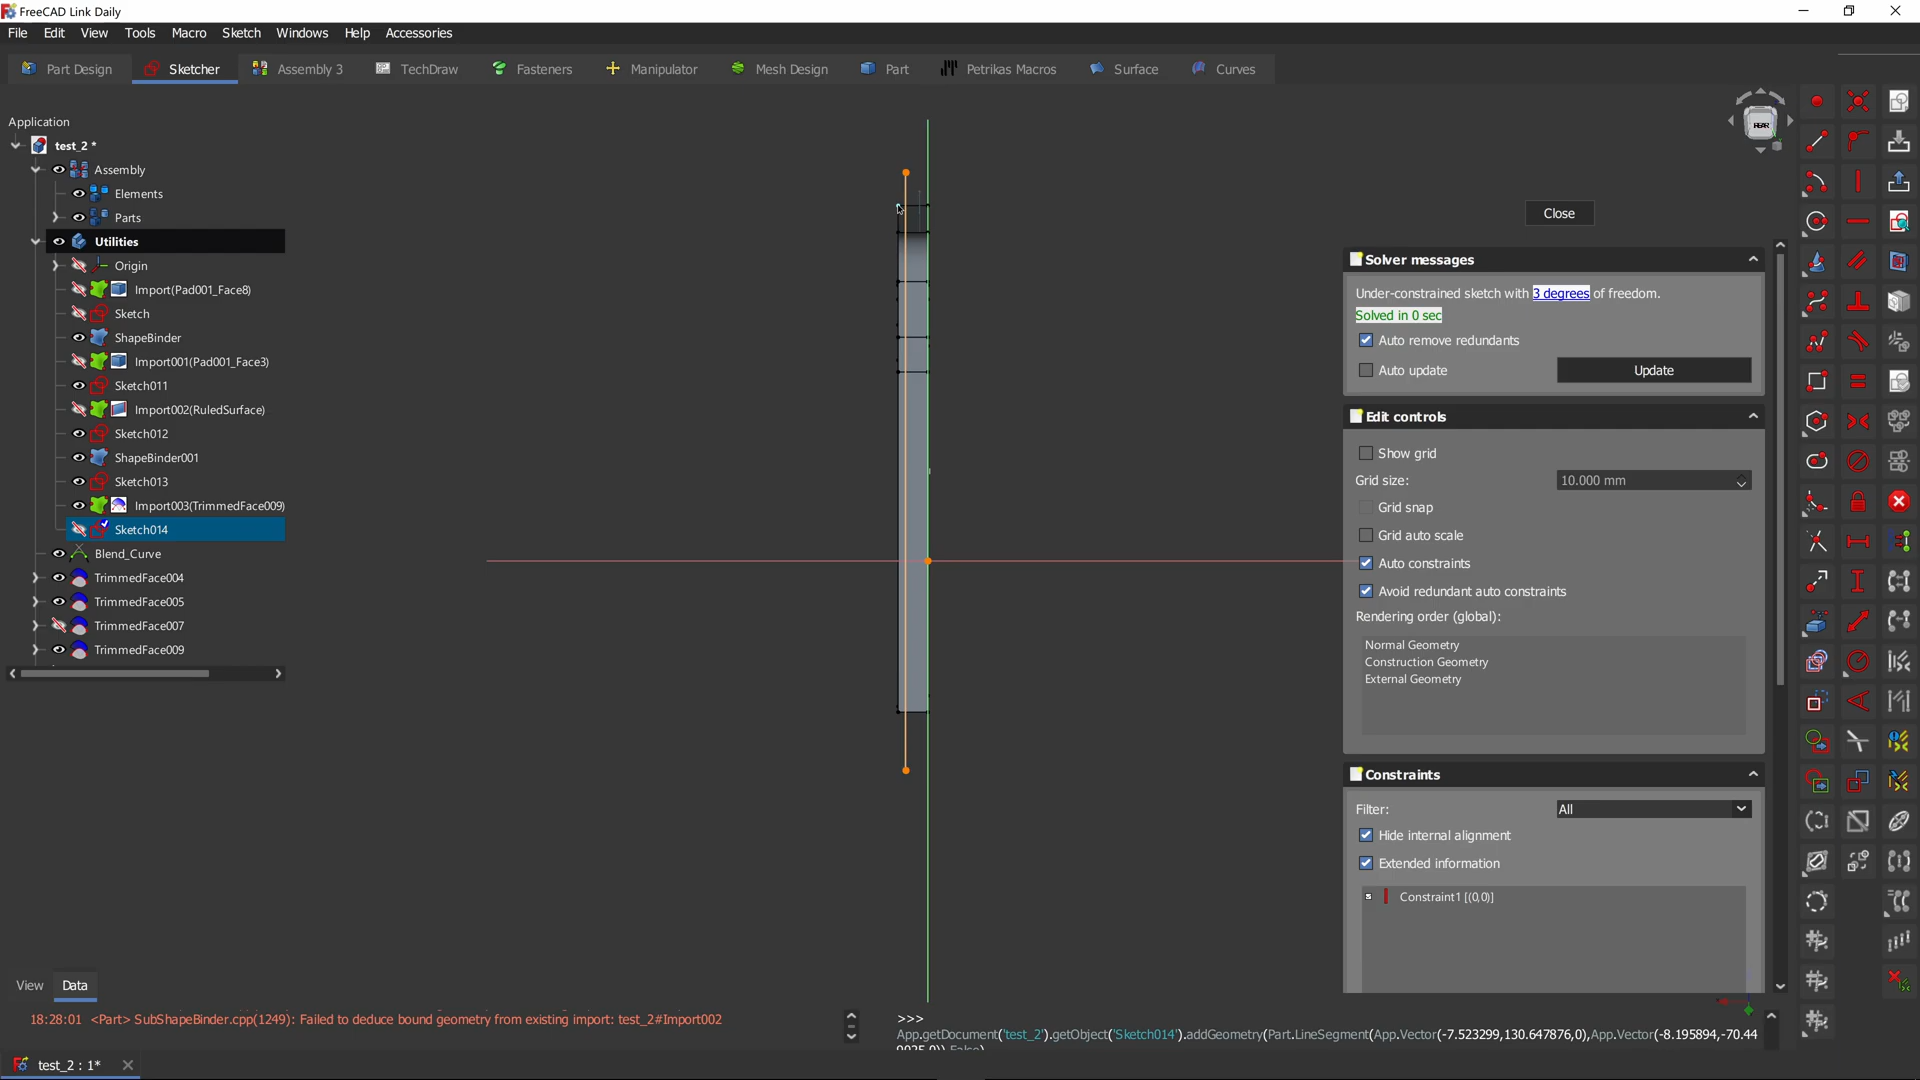 FreeCAD Link Daily
File Edit View Tools Macro Sketch Windows Help Accessories
Part Design Sketcher Assembly 3 TechDraw Fasteners Manipulator Mesh Design Part Petrikas Macros Surface Curves
Application
test_2 *
Assembly
Elements
Parts
Utilities
Origin
Import(Pad001_Face8)
Sketch
ShapeBinder
Import001(Pad001_Face3)
Sketch011
Import002(RuledSurface)
Sketch012
ShapeBinder001
Sketch013
Import003(TrimmedFace009)
Sketch014
Blend_Curve
TrimmedFace004
TrimmedFace005
TrimmedFace007
TrimmedFace009
REAR
Close
Solver messages
Under-constrained sketch with 3 degrees of freedom.
Solved in 0 sec
Auto remove redundants
Auto update Update
Edit controls
Show grid
Grid size: 10.000 mm
Grid snap
Grid auto scale
Auto constraints
Avoid redundant auto constraints
Rendering order (global):
Normal Geometry
Construction Geometry
External Geometry
Constraints
Filter: All
Hide internal alignment
Extended information
Constraint1 [(0,0)]
View Data
18:28:01 <Part> SubShapeBinder.cpp(1249): Failed to deduce bound geometry from existing import: test_2#Import002
>>>
App.getDocument('test_2').getObject('Sketch014').addGeometry(Part.LineSegment(App.Vector(-7.523299,130.647876,0),App.Vector(-8.195894,-70.44
test_2 : 1*